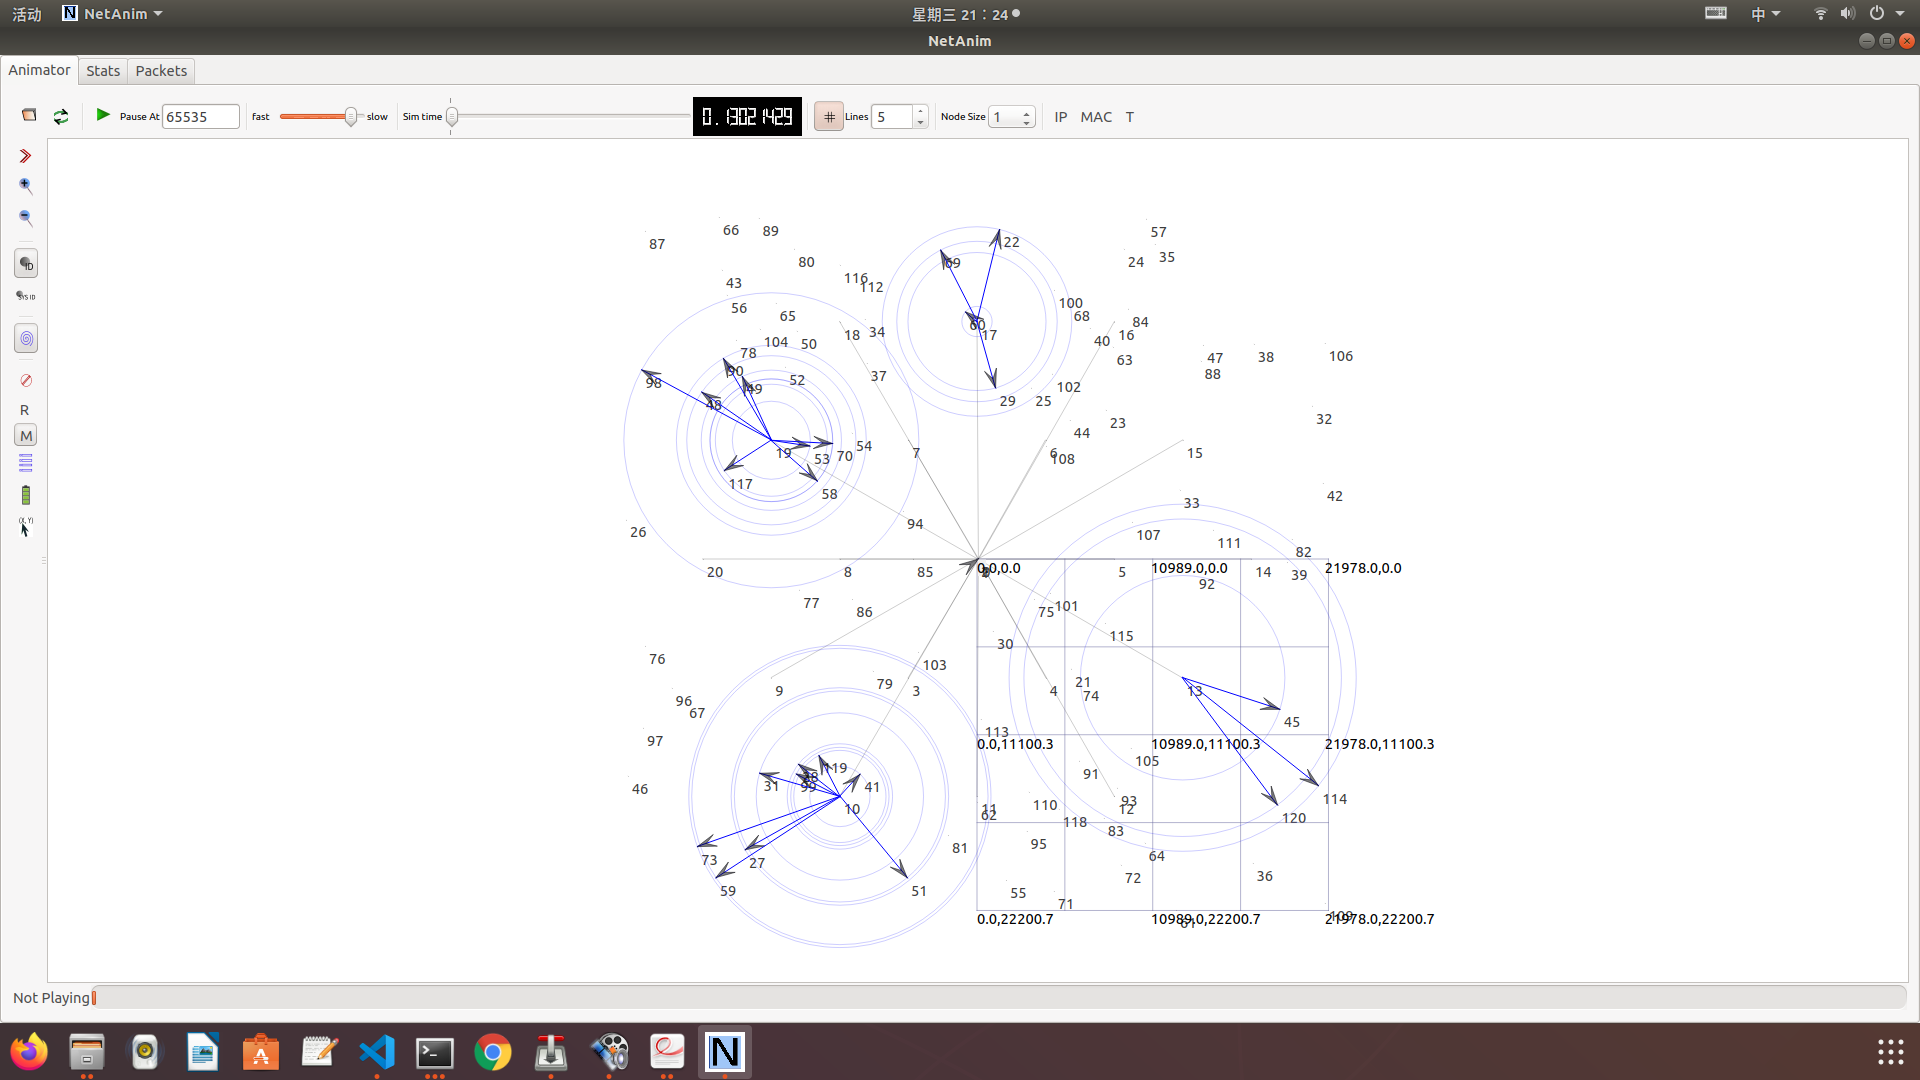 活动 NetAnim 星期三 21：24 中
NetAnim
Animator Stats Packets
Pause At 65535 fast slow Sim time 0.13021429 # Lines 5 Node Size 1 IP MAC T
ID
SYS ID
R
M
(X, Y)
57
66 89
22
87
35
24
80 69
116
43 112
100
56
65 68
84
60
18 34 17 16
104 50 40
78 106
47 38
63
90 88
52 37
98 49 102
48 29 25
32
23
44
54
19 7 6 15
53 70 108
117
58 42
33
94
26 107
111
82
20 8 85 0.0,0.0 5 10989.0,0.0 14 39 21978.0,0.0
92
77 101
86 75
115
30
76 103
79 21
9 3 4 13
74
96
67
45
113
97 0.0,11100.3 10989.0,11100.3 21978.0,11100.3
105
119
91
28
31 99 41
46
114
93
110
10 11 12
62
120
118
83
95
81
64
73 27
36
72
59 51 55
71
109
0.0,22200.7 10989.0,22200.7 21978.0,22200.7
61
Not Playing